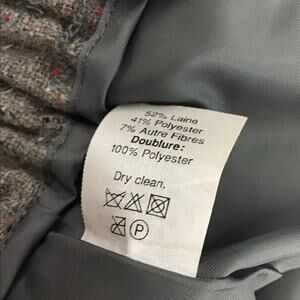 52% Laine
41% Polyester
7% Autre Fibres
Doublure:
100% Polyester
Dry clean.
P